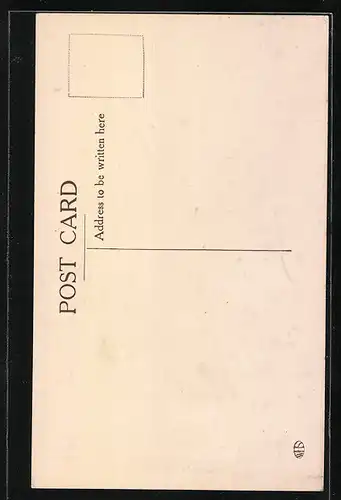 POST CARD
Address to be written here